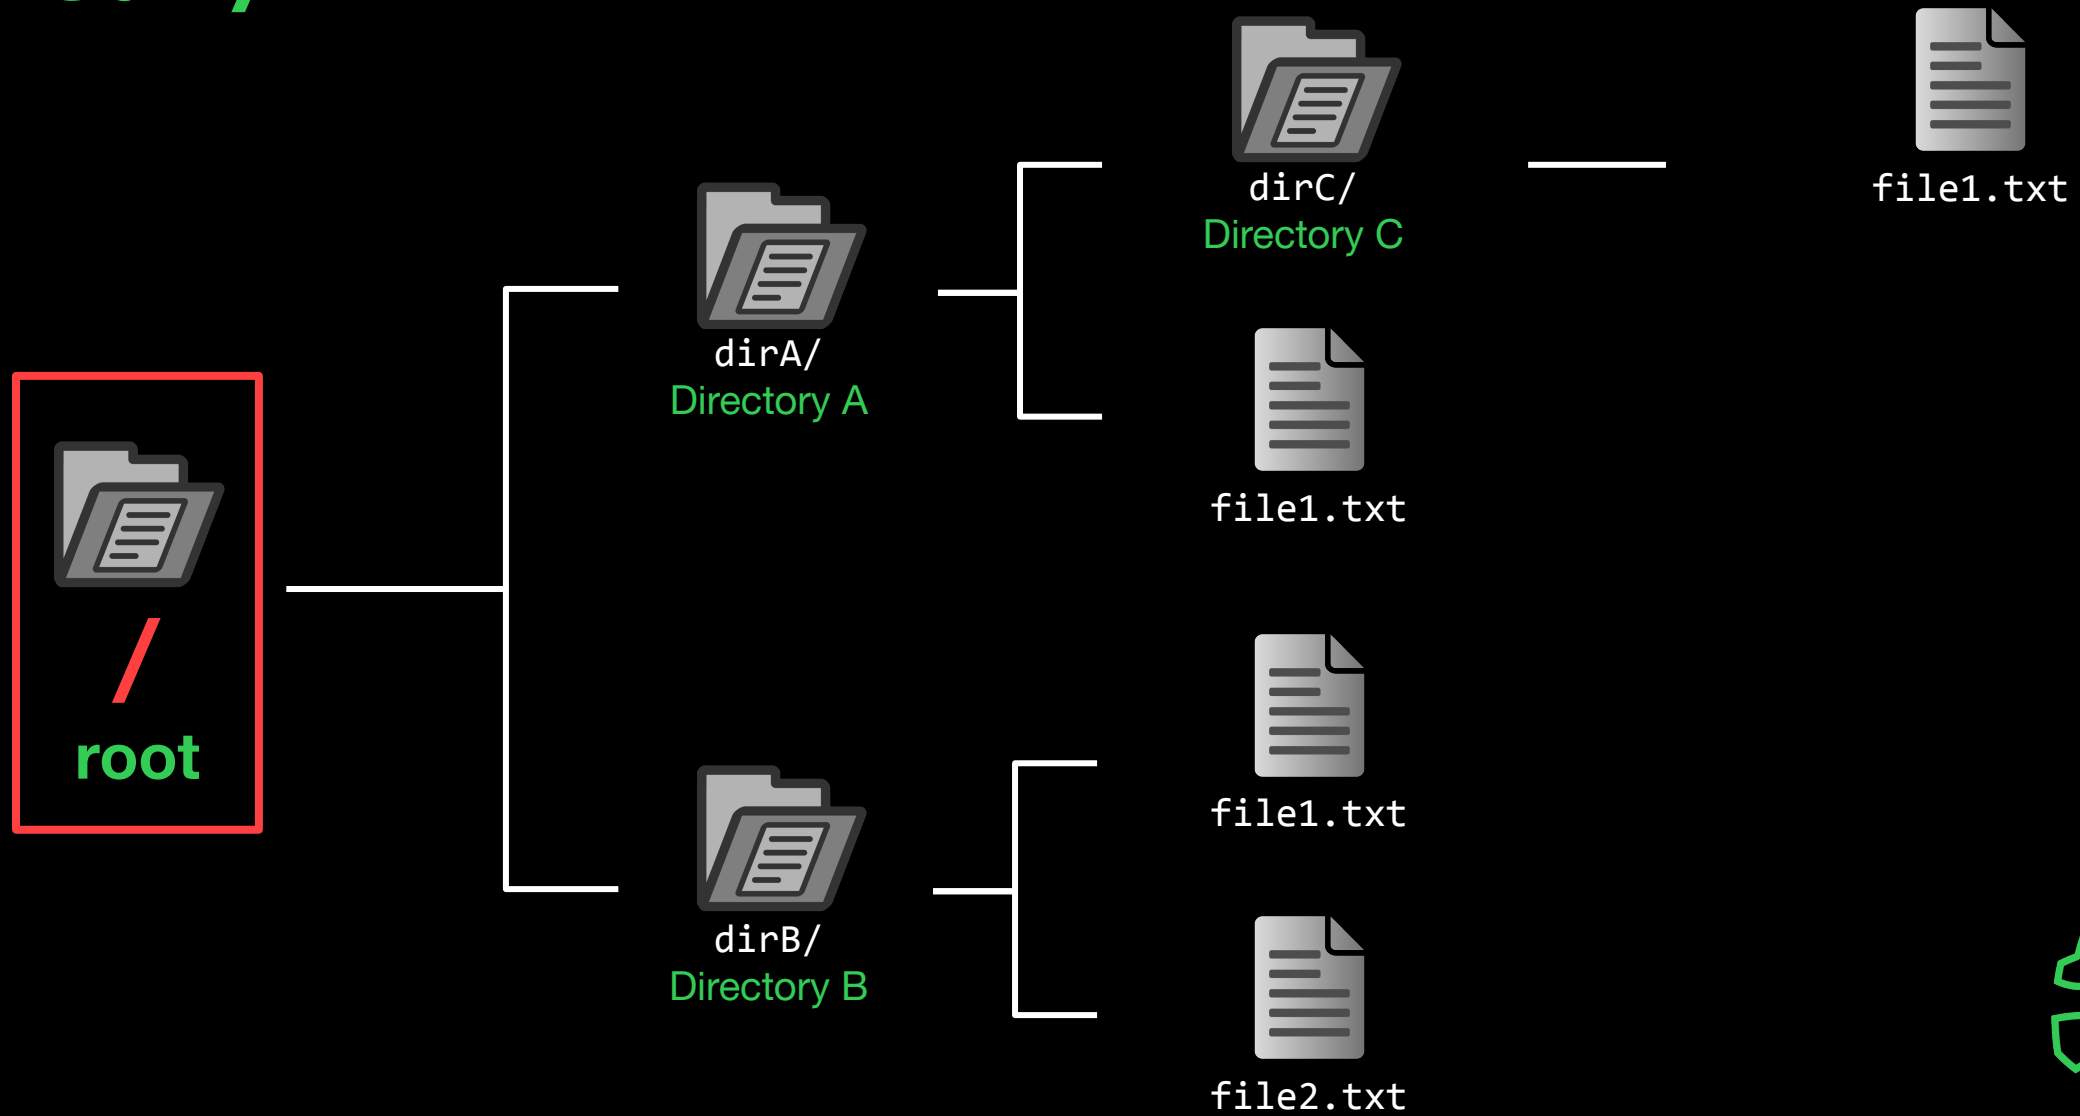 dirC/
Directory C
file1.txt
dirA/
Directory A
file1.txt
/
root
file1.txt
dirB/
Directory B
file2.txt